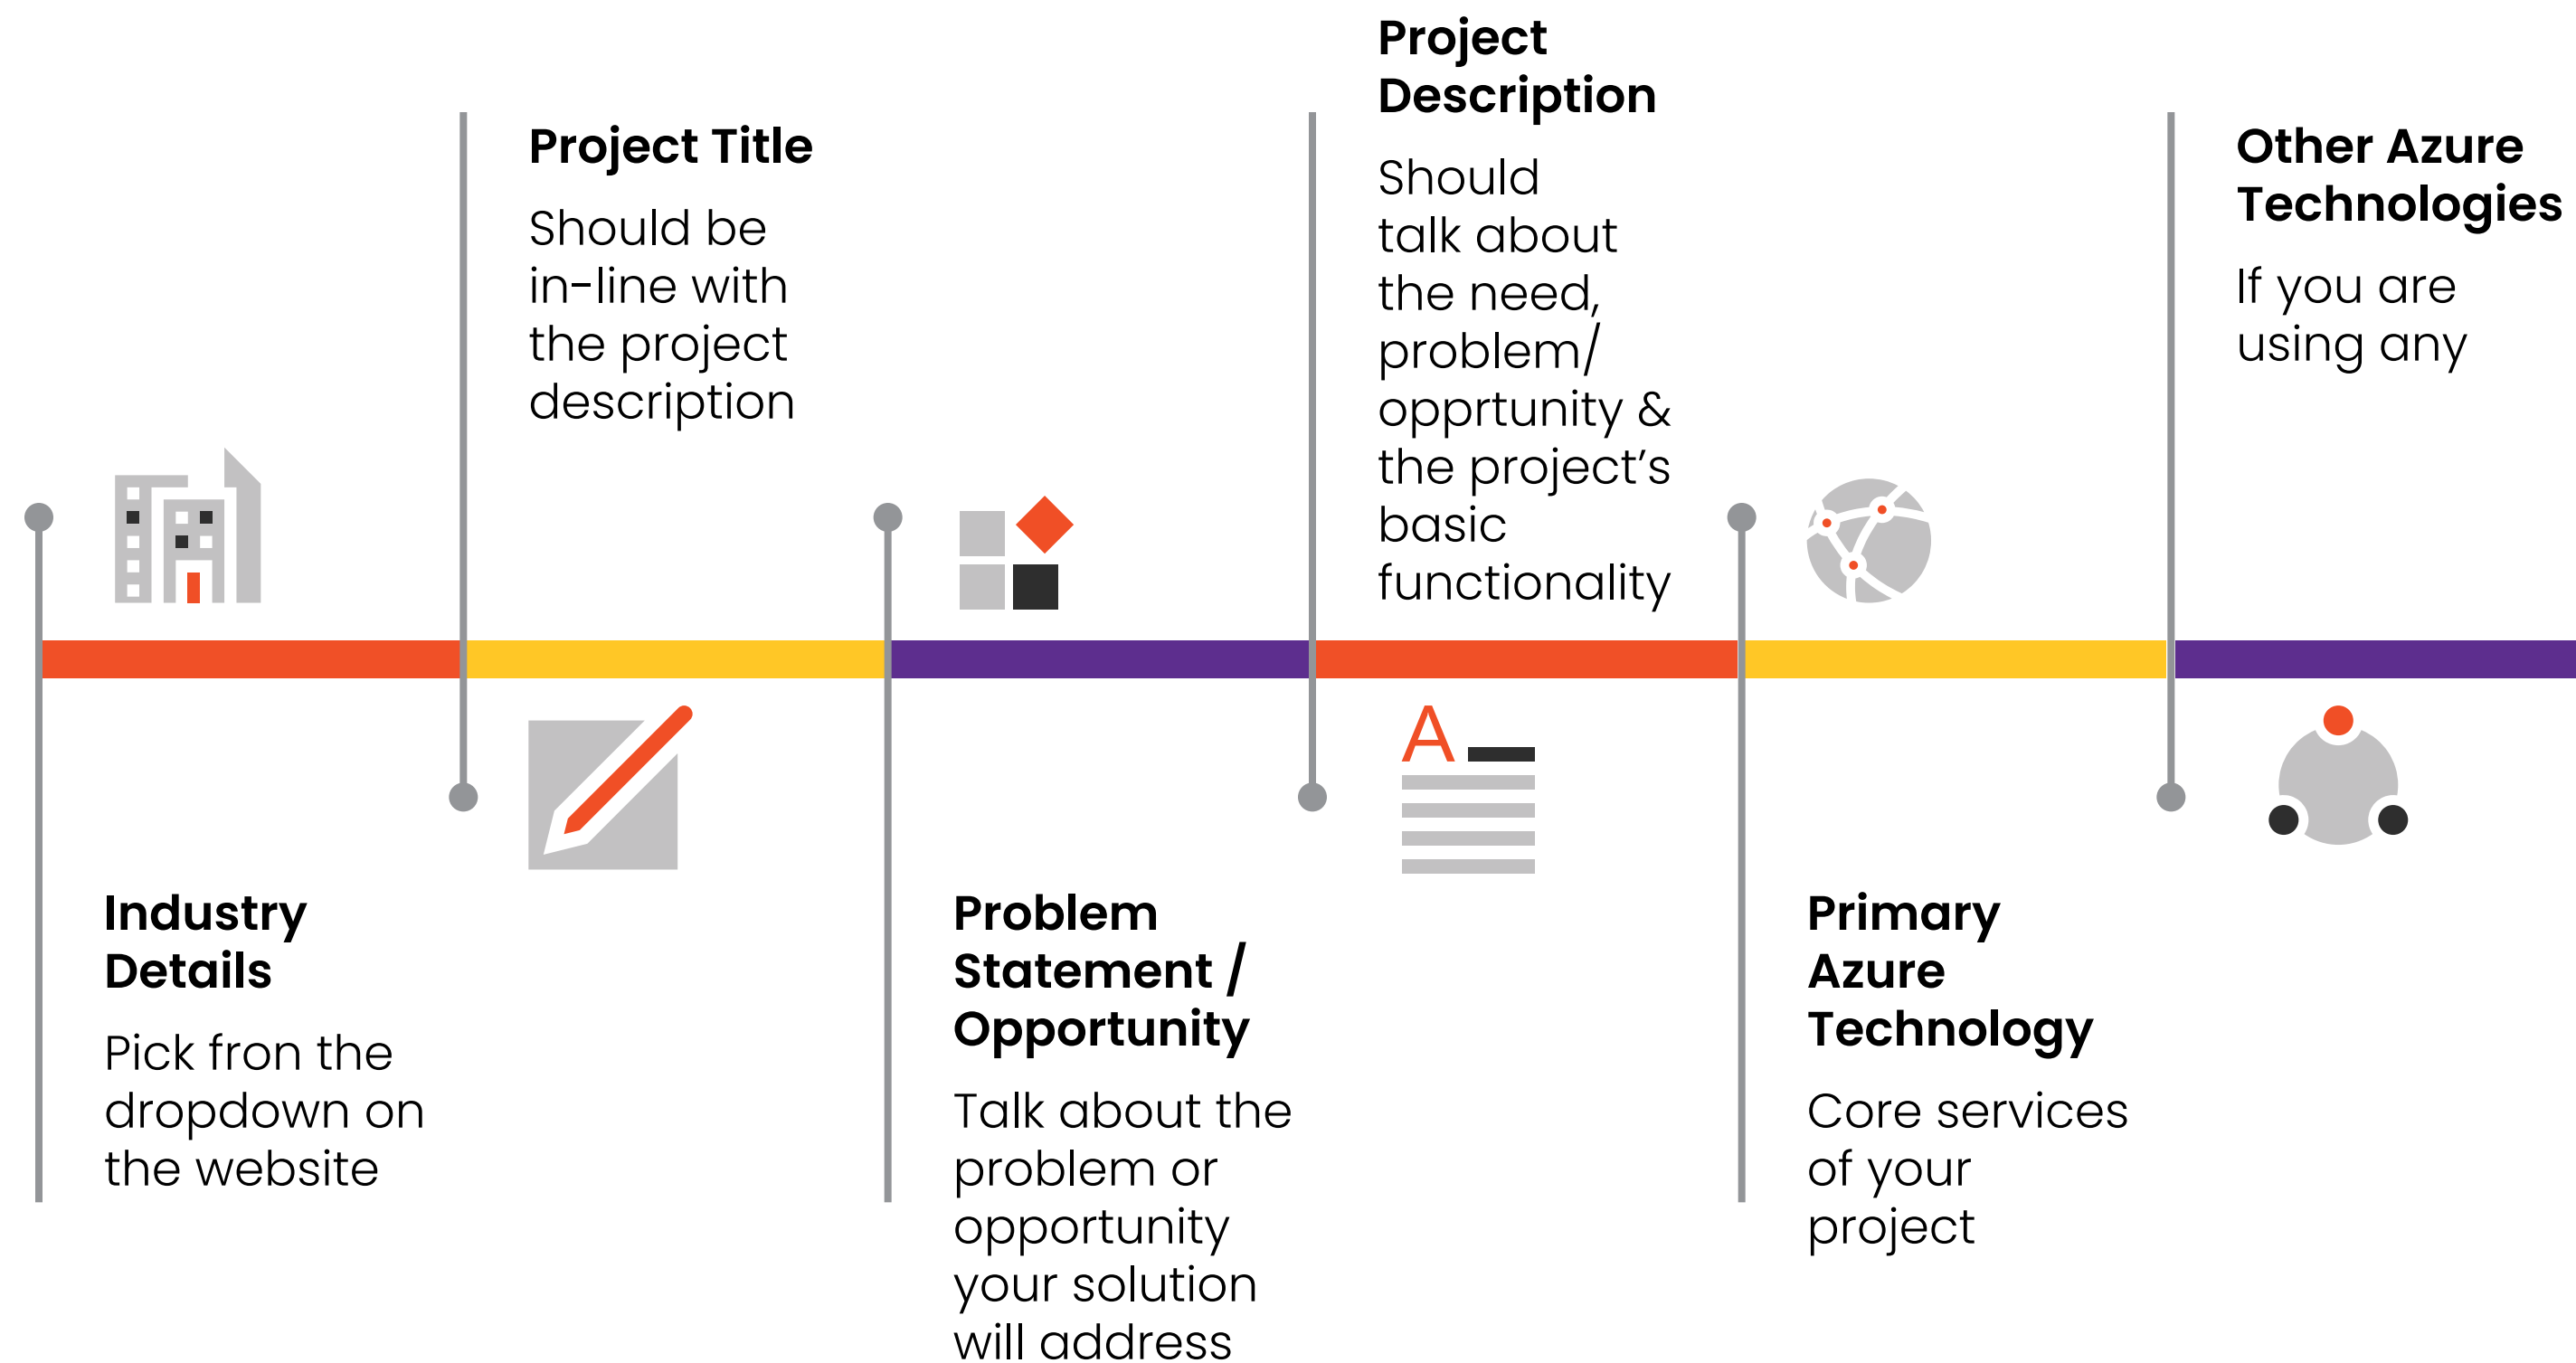 Industry
Details
Pick fron the
dropdown on
the website
Project Title
Should be
in-line with
the project
description
Problem
Statement /
Opportunity
Talk about the
problem or
opportunity
your solution
will address
Project
Description
Should
talk about
the need,
problem/
opprtunity &
the project’s
basic
functionality
A
Primary
Azure
Technology
Core services
of your
project
Other Azure
Technologies
If you are
using any